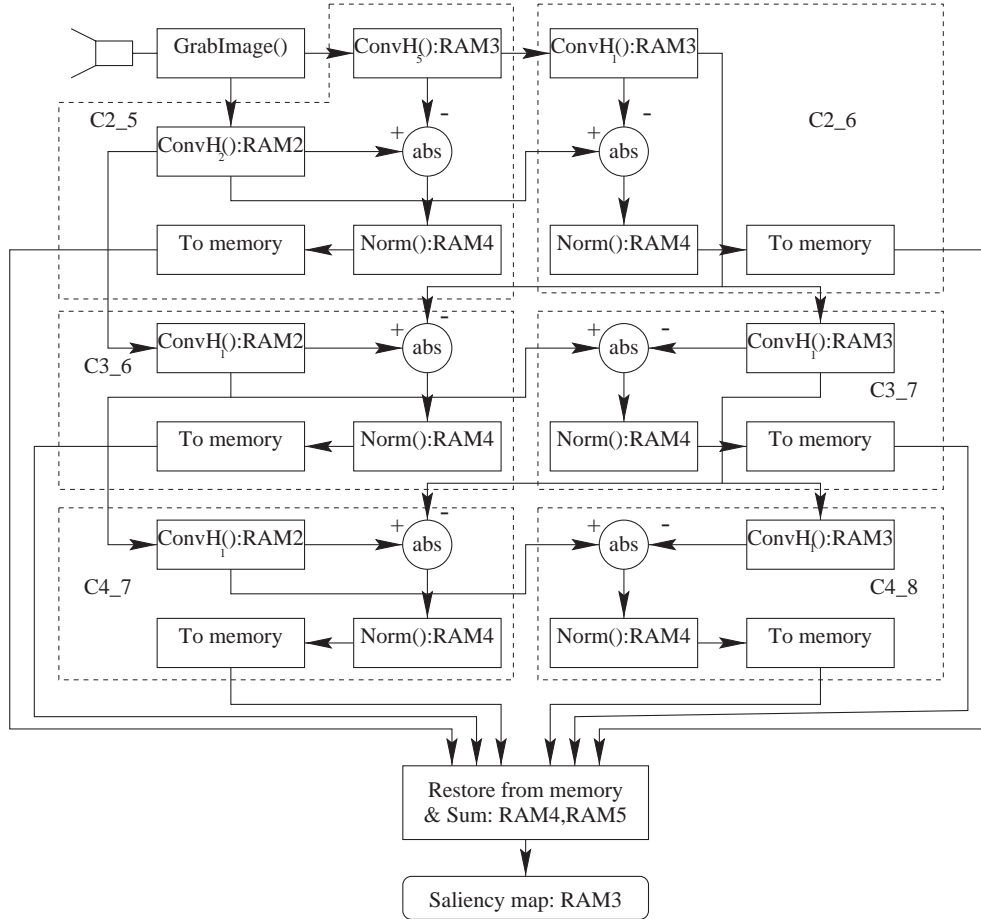 GrabImage()
ConvH5():RAM3
ConvH1():RAM3
C2_5
C2_6
ConvH2():RAM2
+
-
abs
+
-
abs
To memory
Norm():RAM4
Norm():RAM4
To memory
ConvH1():RAM2
+
-
abs
+
-
abs
ConvH1():RAM3
C3_6
C3_7
To memory
Norm():RAM4
Norm():RAM4
To memory
ConvH1():RAM2
+
-
abs
+
-
abs
ConvH1():RAM3
C4_7
C4_8
To memory
Norm():RAM4
Norm():RAM4
To memory
Restore from memory
& Sum: RAM4,RAM5
Saliency map: RAM3